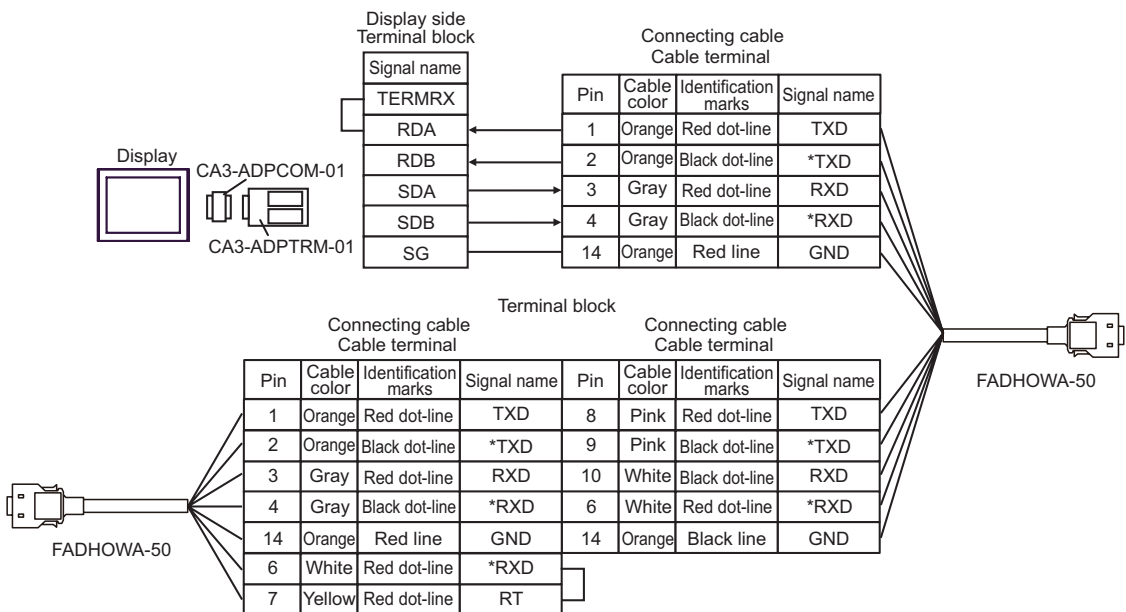 Display side
Terminal block
Signal name
TERMRX
RDA
RDB
SDA
SDB
SG
Display
CA3-ADPCOM-01
CA3-ADPTRM-01
Connecting cable
Cable terminal
Pin Cable color Identification marks Signal name
1 Orange Red dot-line TXD
2 Orange Black dot-line *TXD
3 Gray Red dot-line RXD
4 Gray Black dot-line *RXD
14 Orange Red line GND
FADHOWA-50
Terminal block
Connecting cable
Cable terminal
Pin Cable color Identification marks Signal name
1 Orange Red dot-line TXD
2 Orange Black dot-line *TXD
3 Gray Red dot-line RXD
4 Gray Black dot-line *RXD
14 Orange Red line GND
6 White Red dot-line *RXD
7 Yellow Red dot-line RT
FADHOWA-50
Connecting cable
Cable terminal
Pin Cable color Identification marks Signal name
8 Pink Red dot-line TXD
9 Pink Black dot-line *TXD
10 White Black dot-line RXD
6 White Red dot-line *RXD
14 Orange Black line GND